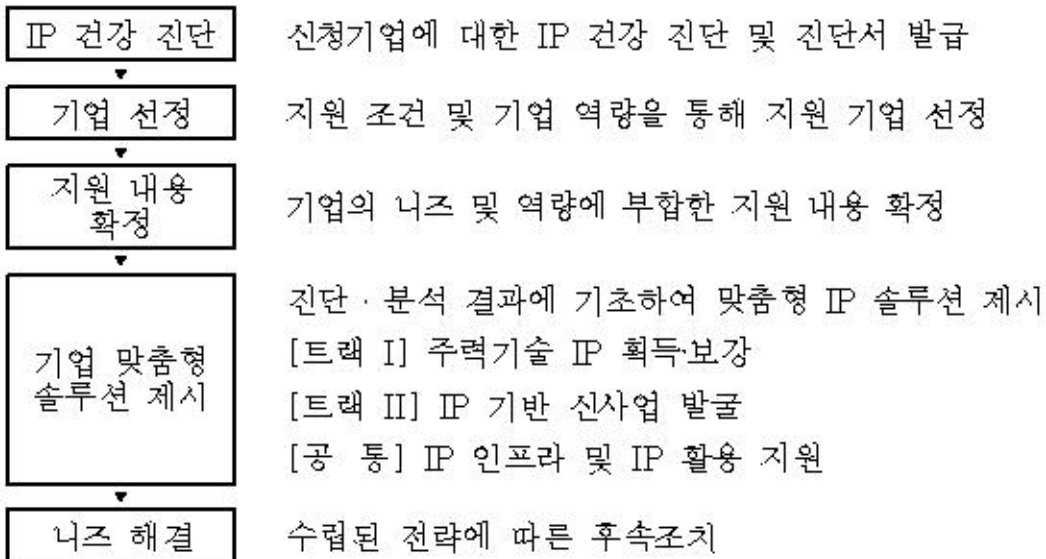 IP 건강 진단
신청기업에 대한 IP 건강 진단 및 진단서 발급
기업 선정
지원 조건 및 기업 역량을 통해 지원 기업 선정
지원 내용
확정
기업의 니즈 및 역량에 부합한 지원 내용 확정
기업 맞춤형
솔루션 제시
진단·분석 결과에 기초하여 맞춤형 IP 솔루션 제시
[트랙 I] 주력기술 IP 획득·보강
[트랙 II] IP 기반 신사업 발굴
[공 통] IP 인프라 및 IP 활용 지원
니즈 해결
수립된 전략에 따른 후속조치